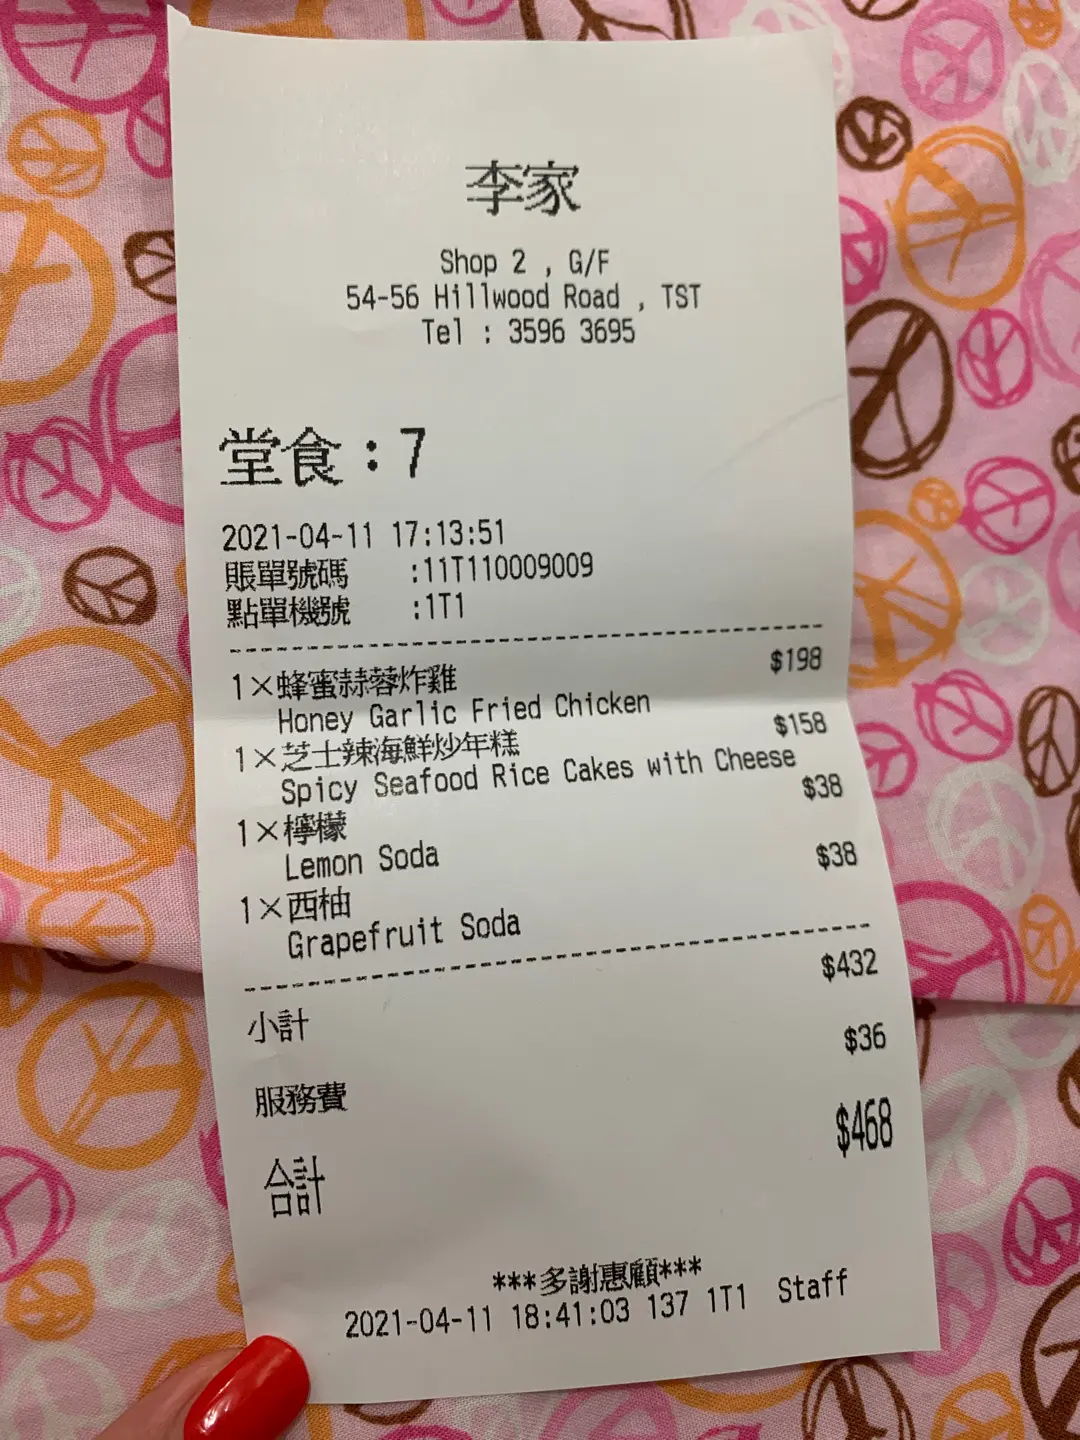 李家
Shop 2 , G/F
54-56 Hillwood Road , TST
Tel : 3596 3695
堂食：7
2021-04-11 17:13:51
賬單號碼 :11T110009009
點單機號 :1T1
1×蜂蜜蒜蓉炸雞 $198
Honey Garlic Fried Chicken
1×芝士辣海鮮炒年糕 $158
Spicy Seafood Rice Cakes with Cheese
1×檸檬 $38
Lemon Soda
1×西柚 $38
Grapefruit Soda
小計 $432
服務費 $36
合計 $468
***多謝惠顧***
2021-04-11 18:41:03 137 1T1 Staff